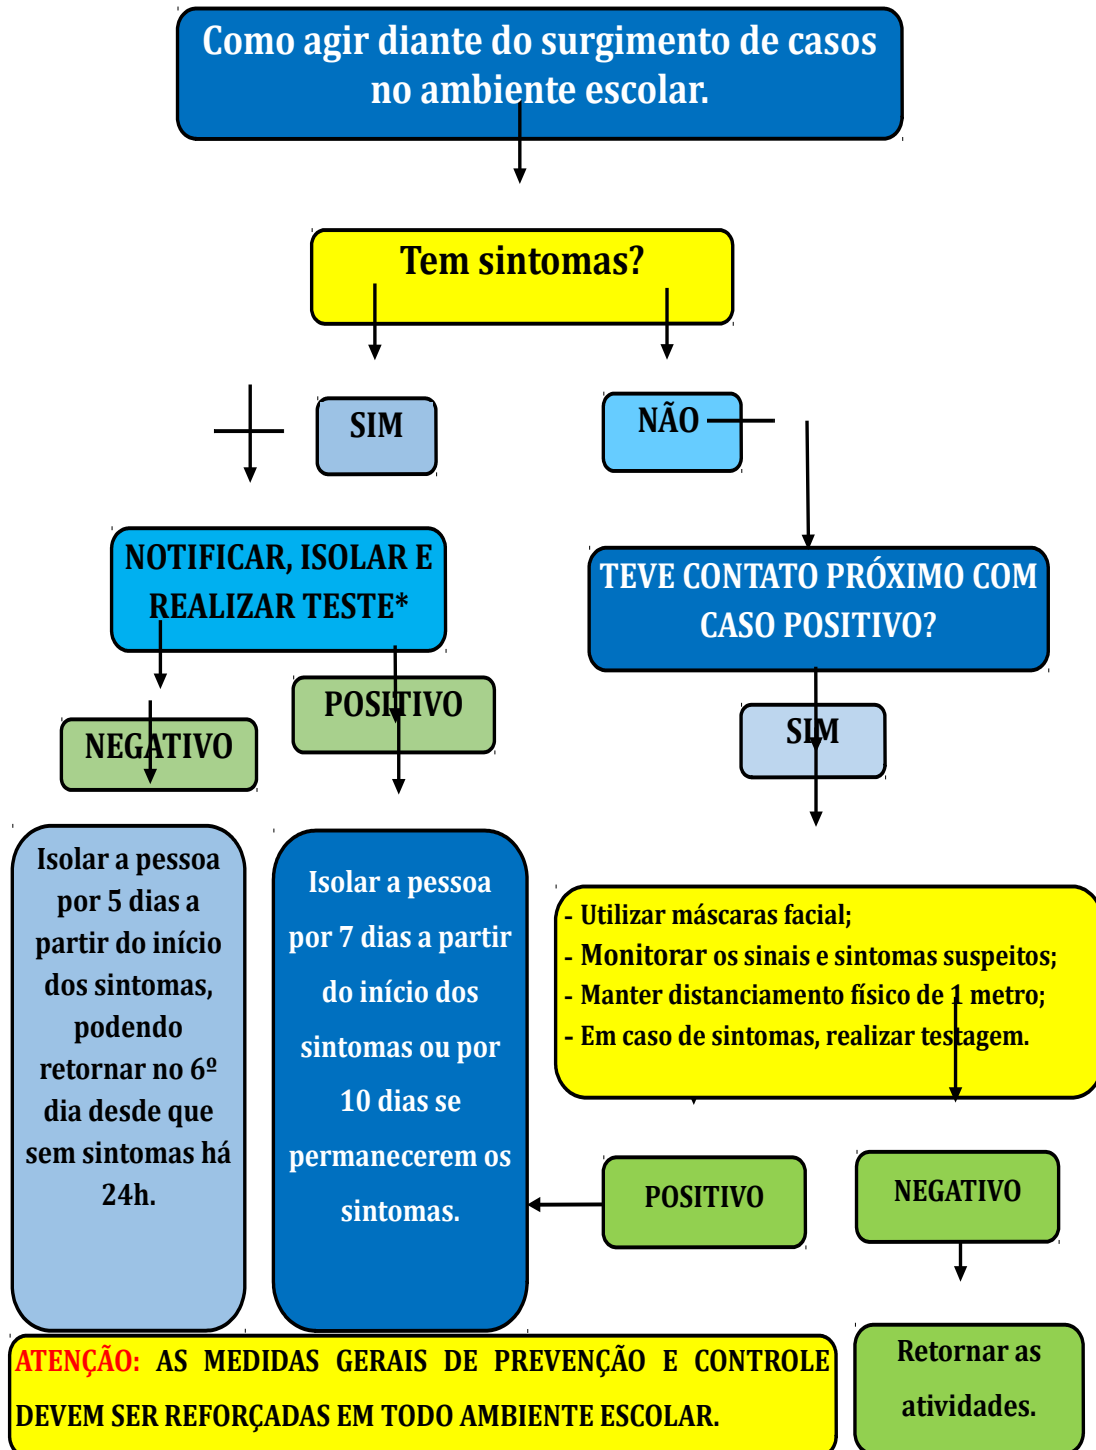 Como agir diante do surgimento de casos
no ambiente escolar.
Tem sintomas?
SIM
NÃO
NOTIFICAR, ISOLAR E
REALIZAR TESTE*
TEVE CONTATO PRÓXIMO COM
CASO POSITIVO?
POSITIVO
NEGATIVO
SIM
Isolar a pessoa
por 5 dias a
partir do início
dos sintomas,
podendo
retornar no 6º
dia desde que
sem sintomas há
24h.
Isolar a pessoa
por 7 dias a partir
do início dos
sintomas ou por
10 dias se
permanecerem os
sintomas.
- Utilizar máscaras facial;
- Monitorar os sinais e sintomas suspeitos;
- Manter distanciamento físico de 1 metro;
- Em caso de sintomas, realizar testagem.
POSITIVO
NEGATIVO
ATENÇÃO: AS MEDIDAS GERAIS DE PREVENÇÃO E CONTROLE
DEVEM SER REFORÇADAS EM TODO AMBIENTE ESCOLAR.
Retornar as
atividades.